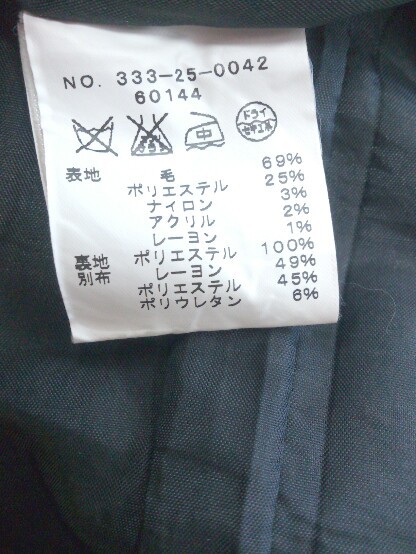 NO. 333-25-0042
60144
中
ドライ
セキユ系
表地 毛 69%
ポリエステル 25%
ナイロン 3%
アクリル 2%
レーヨン 1%
裏地 ポリエステル 100%
別布 レーヨン 49%
ポリエステル 45%
ポリウレタン 6%